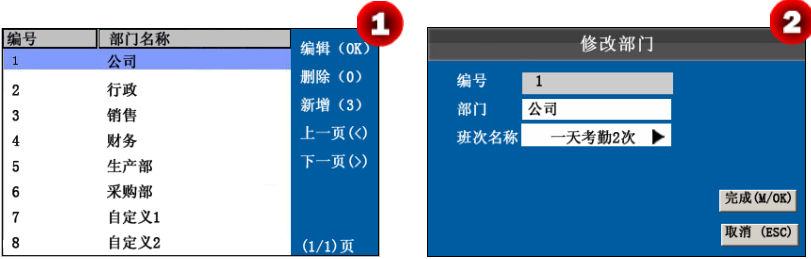 1
编号 部门名称
1 公司
2 行政
3 销售
4 财务
5 生产部
6 采购部
7 自定义1
8 自定义2
编辑 (OK)
删除 (0)
新增 (3)
上一页(<)
下一页(>)
(1/1)页
2
修改部门
编号 1
部门 公司
班次名称 一天考勤2次
完成(M/OK)
取消 (ESC)